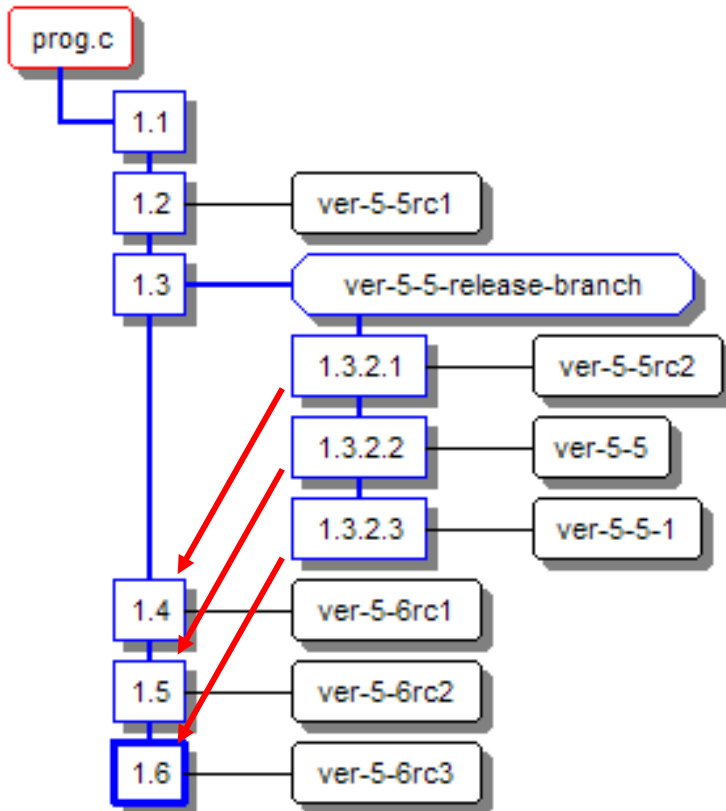 prog.c
1.1
1.2 ver-5-5rc1
1.3 ver-5-5-release-branch
1.3.2.1 ver-5-5rc2
1.3.2.2 ver-5-5
1.3.2.3 ver-5-5-1
1.4 ver-5-6rc1
1.5 ver-5-6rc2
1.6 ver-5-6rc3